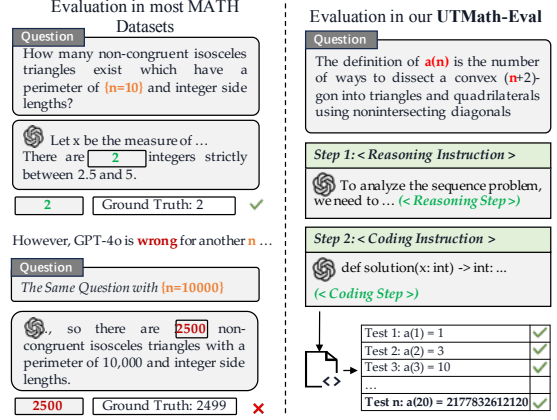 Evaluation in most MATH
Datasets
Question
How many non-congruent isosceles
triangles exist which have a
perimeter of {n=10} and integer side
lengths?
Let x be the measure of …
There are 2 integers strictly
between 2.5 and 5.
2
Ground Truth: 2
However, GPT-4o is wrong for another n …
Question
The Same Question with {n=10000}
.., so there are 2500 non-
congruent isosceles triangles with a
perimeter of 10,000 and integer side
lengths.
2500
Ground Truth: 2499
Evaluation in our UTMath-Eval
Question
The definition of a(n) is the number
of ways to dissect a convex (n+2)-
gon into triangles and quadrilaterals
using nonintersecting diagonals
Step 1: < Reasoning Instruction >
To analyze the sequence problem,
we need to … (< Reasoning Step >)
Step 2: < Coding Instruction >
def solution(x: int) -> int: ...
(< Coding Step >)
Test 1: a(1) = 1
Test 2: a(2) = 3
Test 3: a(3) = 10
…
Test n: a(20) = 2177832612120